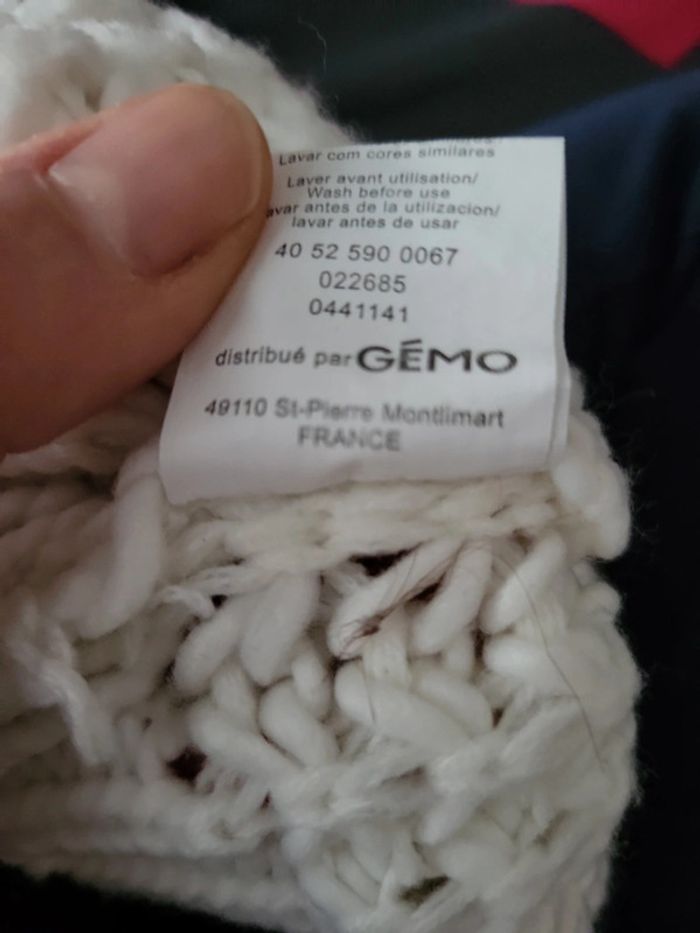 Lavar com cores similares
Laver avant utilisation/
Wash before use
avar antes de la utilizacion/
lavar antes de usar
40 52 590 0067
022685
0441141
distribué par GÉMO
49110 St-Pierre Montlimart
FRANCE